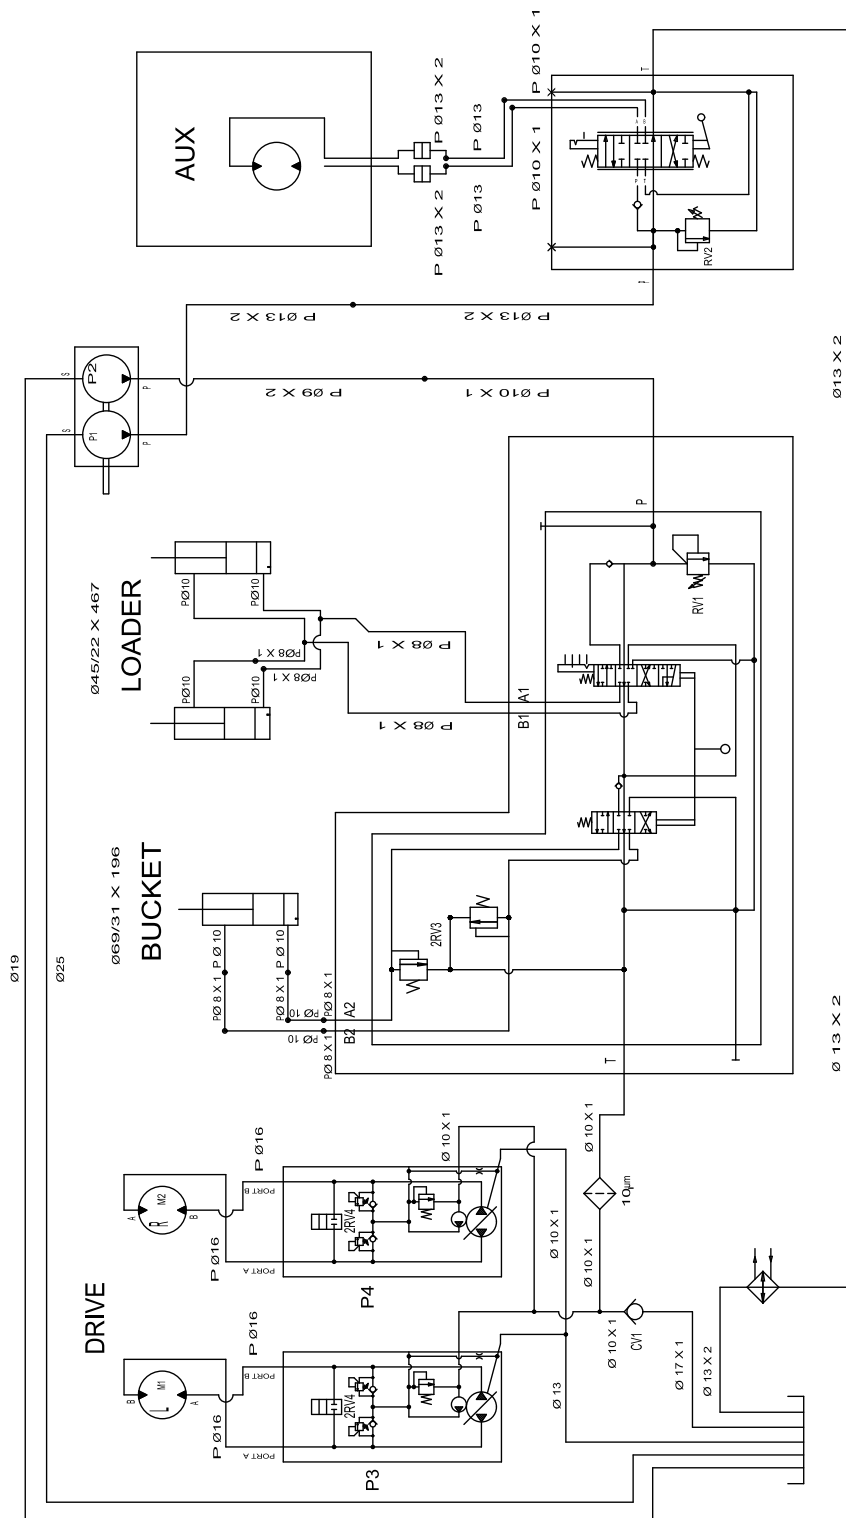 P Ø10 X 1
T
P Ø13 X 2
P Ø13
AUX
P Ø10 X 1
A B
P T
P Ø13 X 2
P Ø13
RV2
P
P Ø13 X 2
P Ø13 X 2
S
P2
P
P Ø9 X 2
P Ø10 X 1
Ø13 X 2
S
P1
P
P
Ø45/22 X 467
LOADER
PØ10
PØ10
PØ8 X 1
PØ8 X 1
PØ10
PØ10
P Ø8 X 1
P Ø8 X 1
RV1
B1 A1
Ø69/31 X 196
BUCKET
2RV3
PØ 8 X 1 P Ø 10
PØ 8 X 1 P Ø 10
PØ 10
PØ 8 X 1
PØ 10
PØ 8 X 1
B2 A2
Ø19
Ø25
T
Ø 13 X 2
DRIVE
A
R M2
B
P Ø16
P Ø16
PORT B
PORT A
2RV4
P4
Ø 10 X 1
Ø 10 X 1
10µm
Ø 10 X 1
Ø 10 X 1
B
L M1
A
P Ø16
P Ø16
PORT B
PORT A
2RV4
P3
Ø 13
Ø 10 X 1
CV1
Ø 17 X 1
Ø 13 X 2